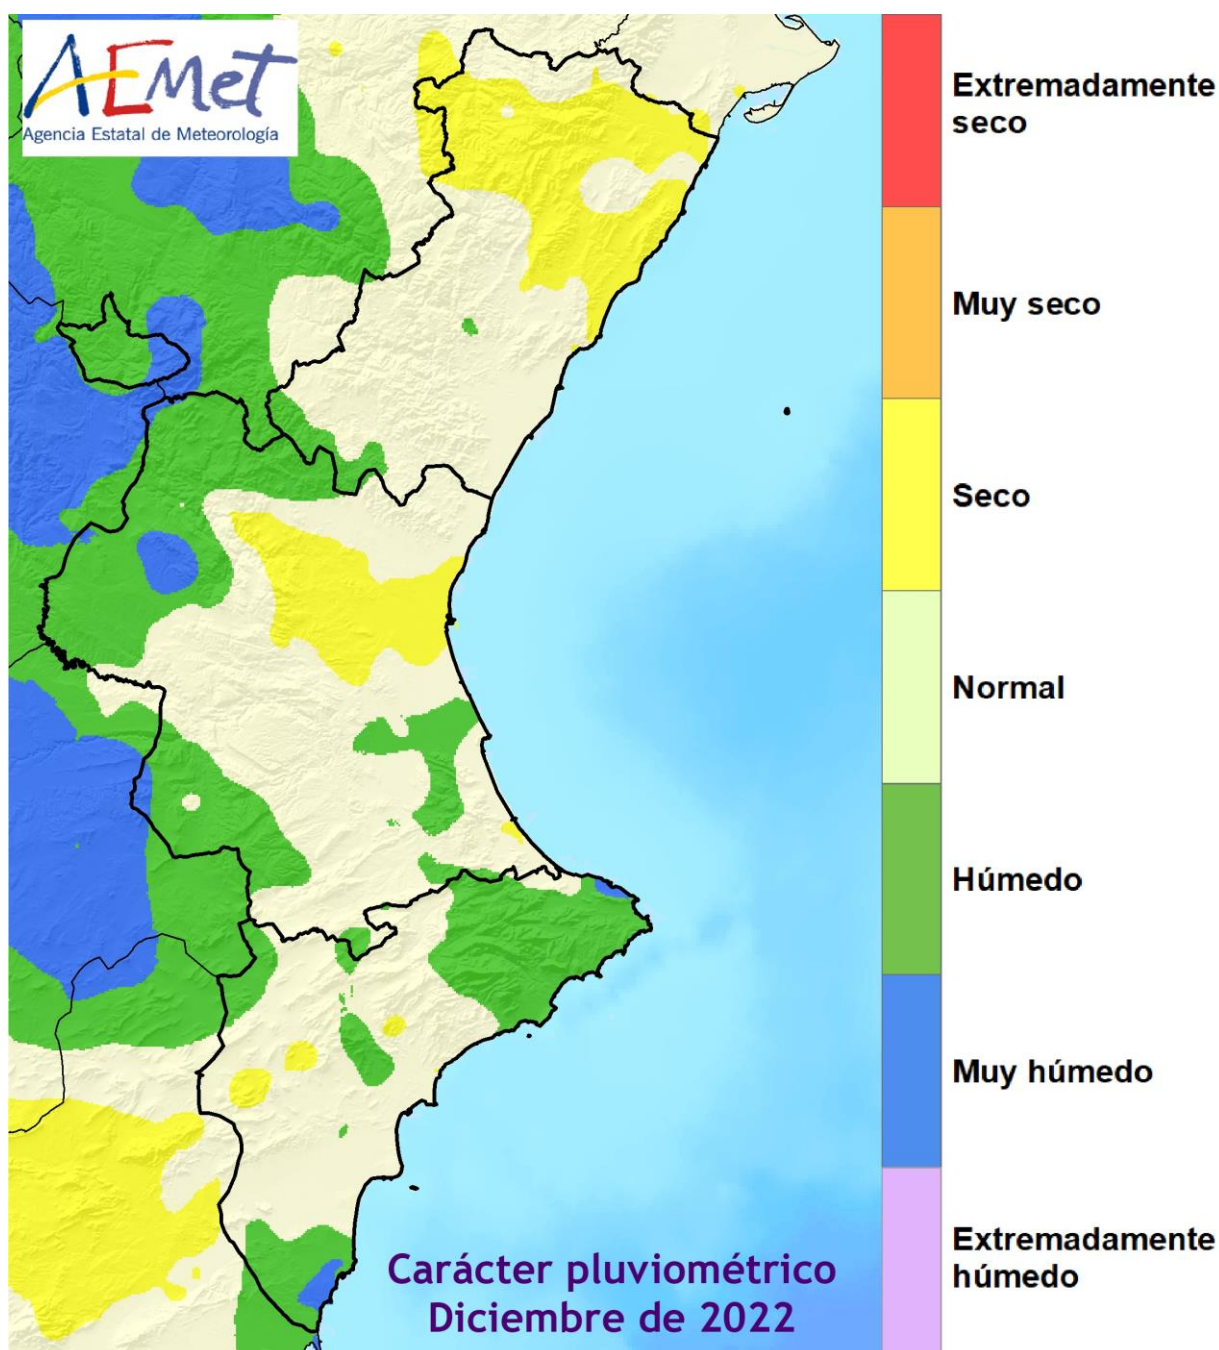 AEMet
Agencia Estatal de Meteorología
Extremadamente
seco
Muy seco
Seco
Normal
Húmedo
Muy húmedo
Extremadamente
húmedo
Carácter pluviométrico
Diciembre de 2022